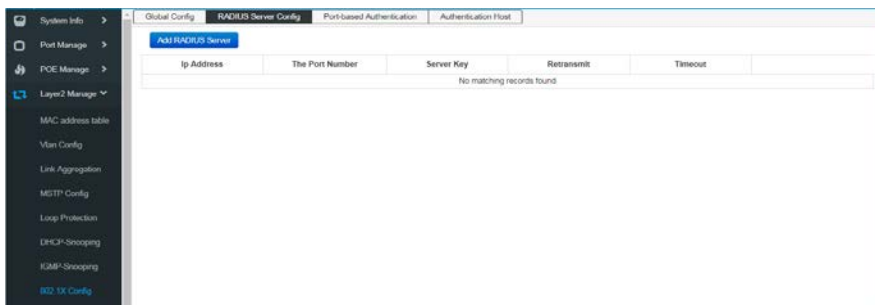 System Info
Global Config
RADIUS Server Config
Port-based Authentication
Authentication Host
Port Manage
Add RADIUS Server
POE Manage
Ip Address
The Port Number
Server Key
Retransmit
Timeout
No matching records found
Layer2 Manage
MAC address table
Vlan Config
Link Aggregation
MSTP Config
Loop Protection
DHCP-Snooping
IGMP-Snooping
802.1X Config